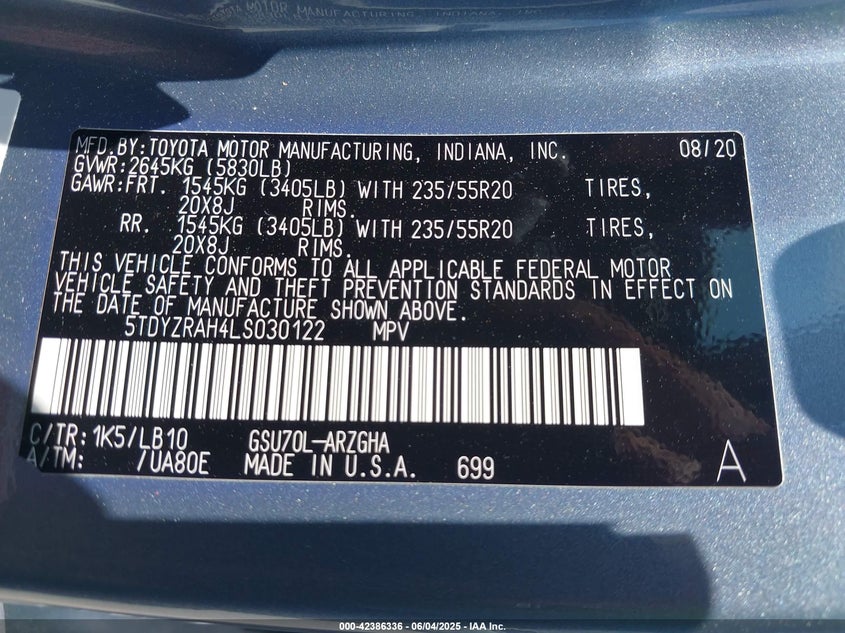 MFD.BY:TOYOTA MOTOR MANUFACTURING, INDIANA, INC. 08/20
GVWR:2645KG (5830LB)
GAWR:FRT. 1545KG (3405LB) WITH 235/55R20 TIRES,
20X8J RIMS.
RR. 1545KG (3405LB) WITH 235/55R20 TIRES,
20X8J RIMS.
THIS VEHICLE CONFORMS TO ALL APPLICABLE FEDERAL MOTOR
VEHICLE SAFETY AND THEFT PREVENTION STANDARDS IN EFFECT ON
THE DATE OF MANUFACTURE SHOWN ABOVE.
5TDYZRAH4LS030122 MPV
C/TR:1K5/LB10 GSU70L-ARZGHA
A/TM: /UA80E MADE IN U.S.A. 699 A
000-42386336 - 06/04/2025 - IAA Inc.